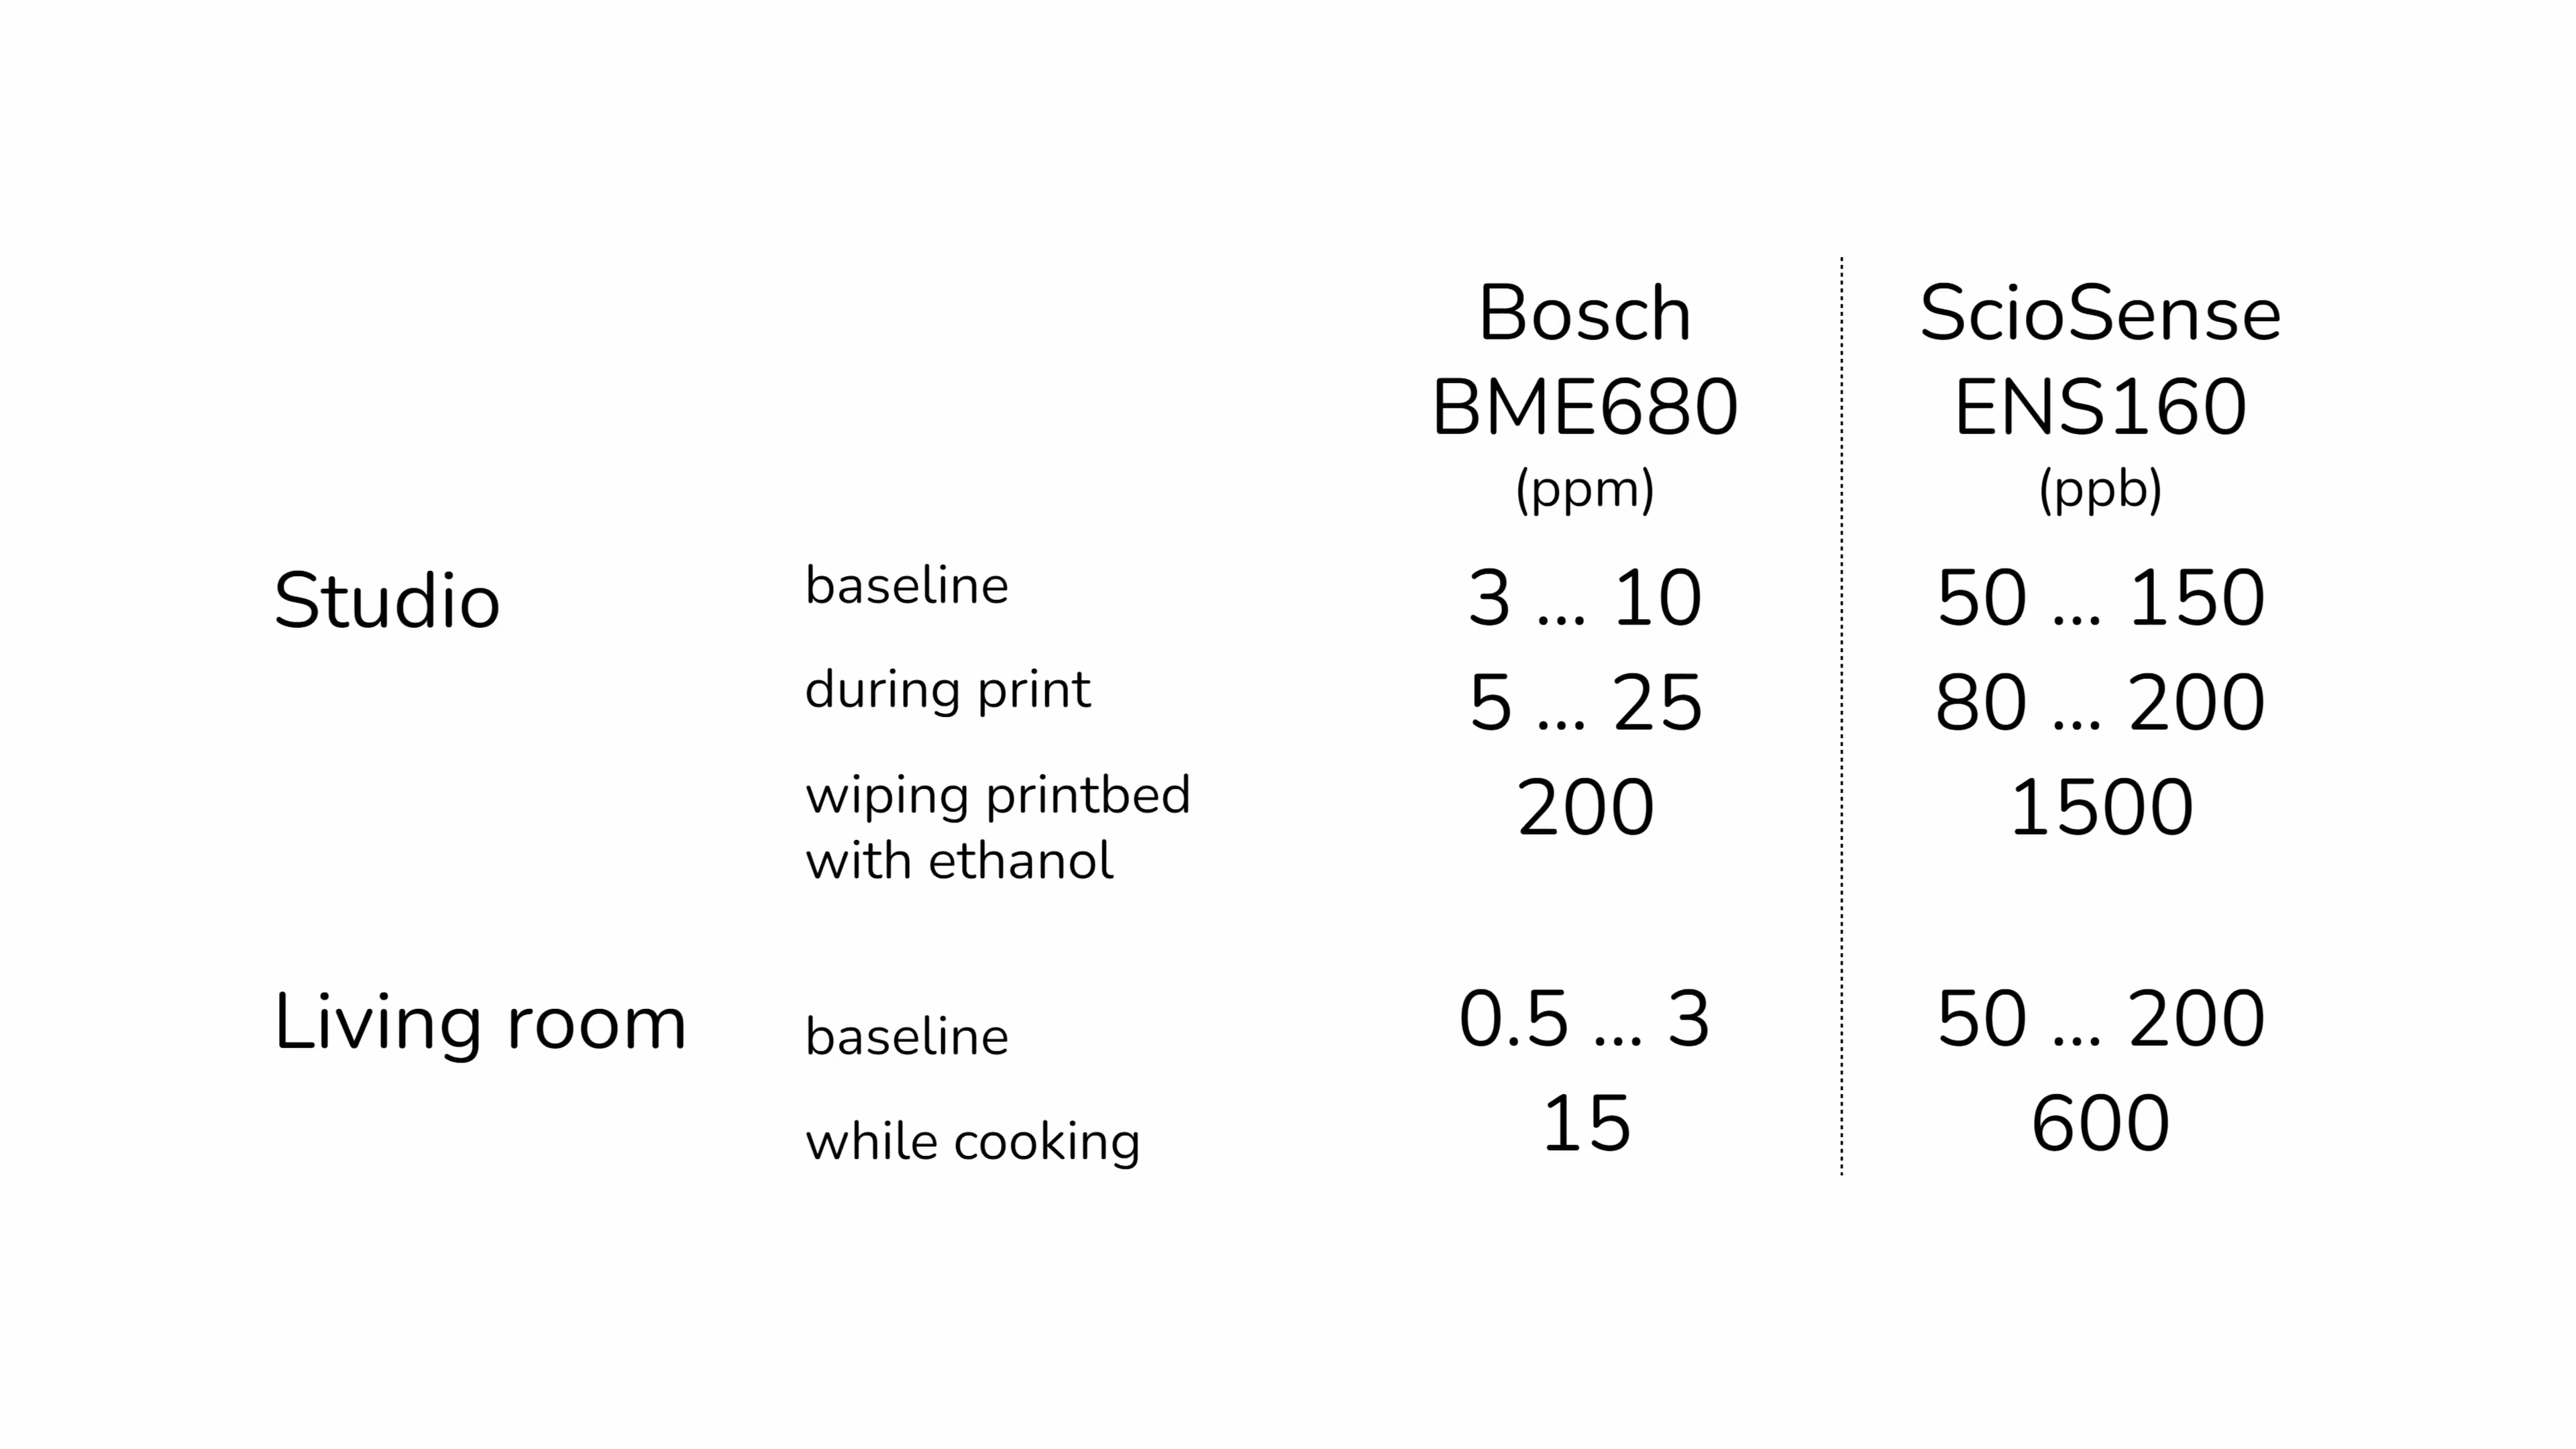 Bosch ScioSense
BME680 ENS160
(ppm) (ppb)
Studio baseline 3 ... 10 50 ... 150
during print 5 ... 25 80 ... 200
wiping printbed 200 1500
with ethanol
Living room baseline 0.5 ... 3 50 ... 200
while cooking 15 600